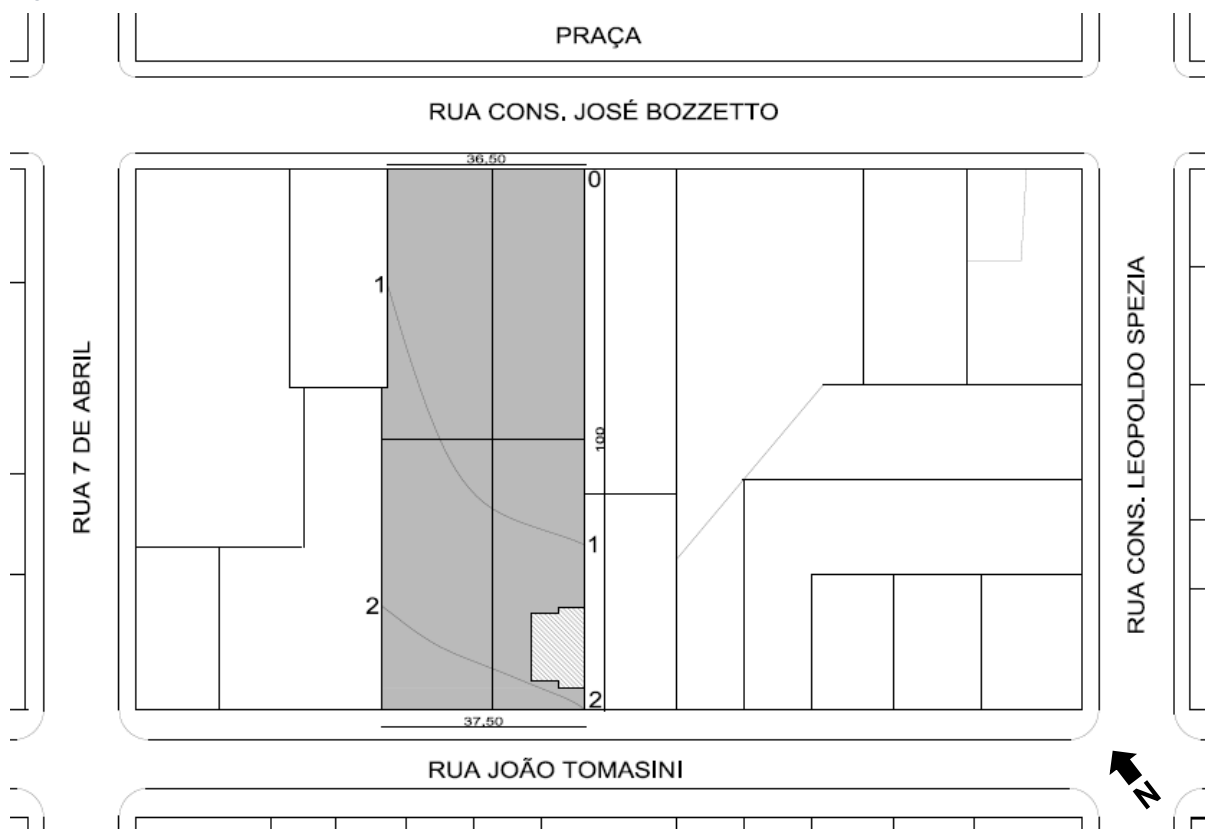 PRAÇA
RUA CONS. JOSÉ BOZZETTO
36,50
0
1
RUA 7 DE ABRIL
100
RUA CONS. LEOPOLDO SPEZIA
1
2
2
37,50
RUA JOÃO TOMASINI
N